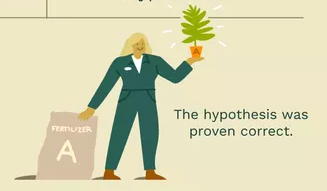 The hypothesis was
proven correct.
FERTILIZER
A
A